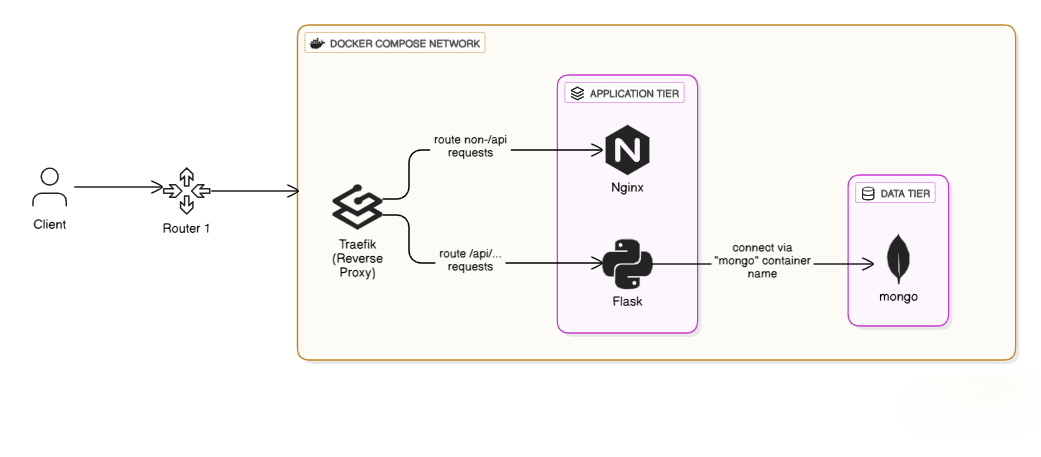 DOCKER COMPOSE NETWORK
APPLICATION TIER
route non-/api
requests
N
Nginx
DATA TIER
Client
Router 1
Traefik
(Reverse
Proxy)
route /api/...
requests
Flask
connect via
"mongo" container
name
mongo